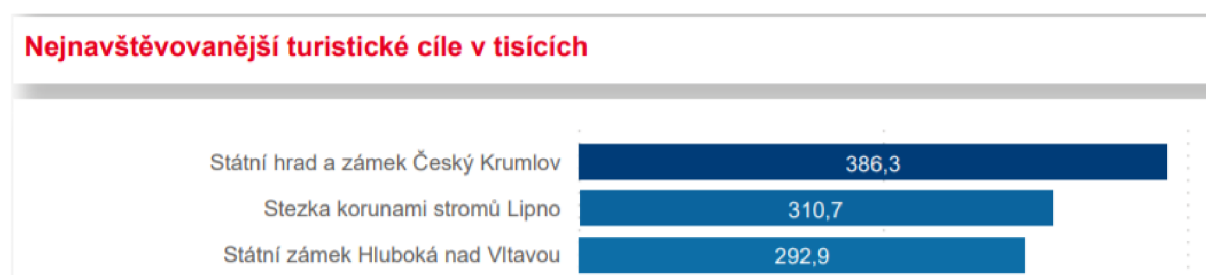 Nejnavštěvovanější turistické cíle v tisících
Státní hrad a zámek Český Krumlov 386,3
Stezka korunami stromů Lipno 310,7
Státní zámek Hluboká nad Vltavou 292,9